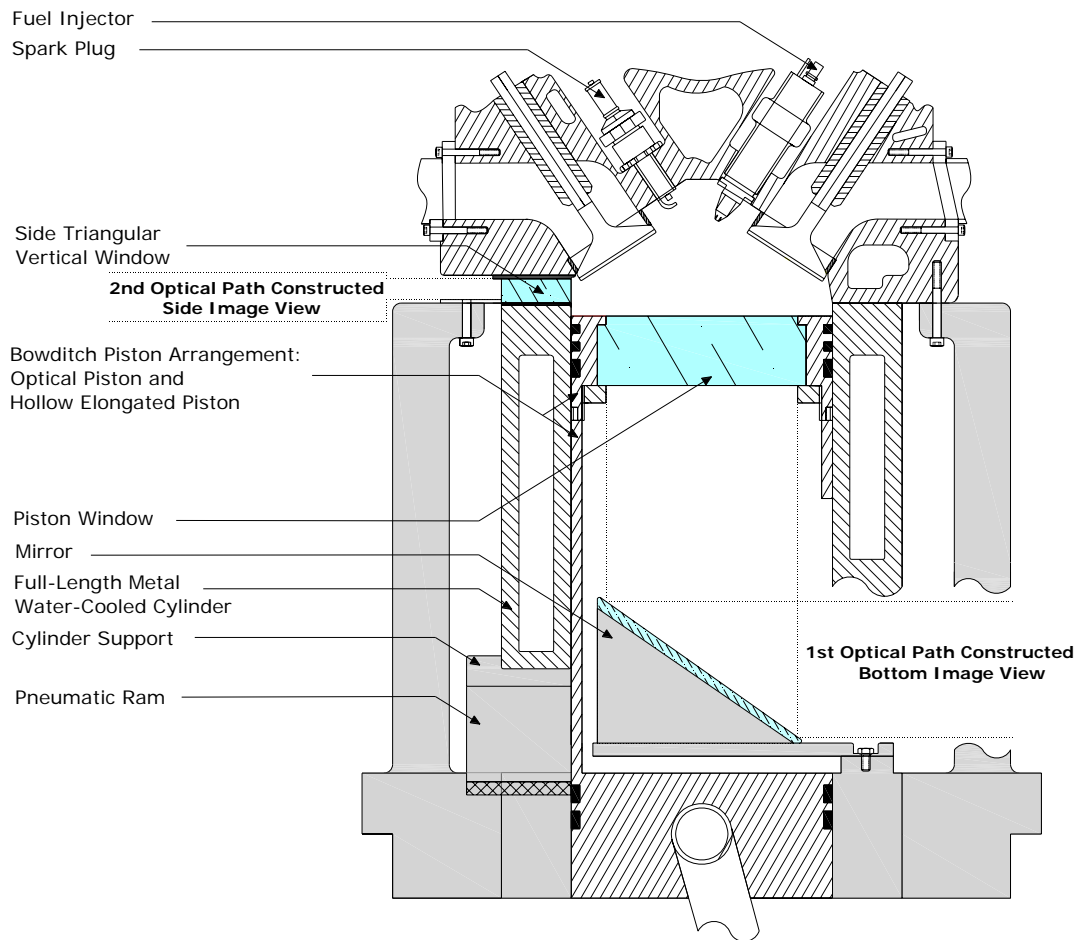 Fuel Injector
Spark Plug
Side Triangular
Vertical Window
2nd Optical Path Constructed
Side Image View
Bowditch Piston Arrangement:
Optical Piston and
Hollow Elongated Piston
Piston Window
Mirror
Full-Length Metal
Water-Cooled Cylinder
Cylinder Support
Pneumatic Ram
1st Optical Path Constructed
Bottom Image View